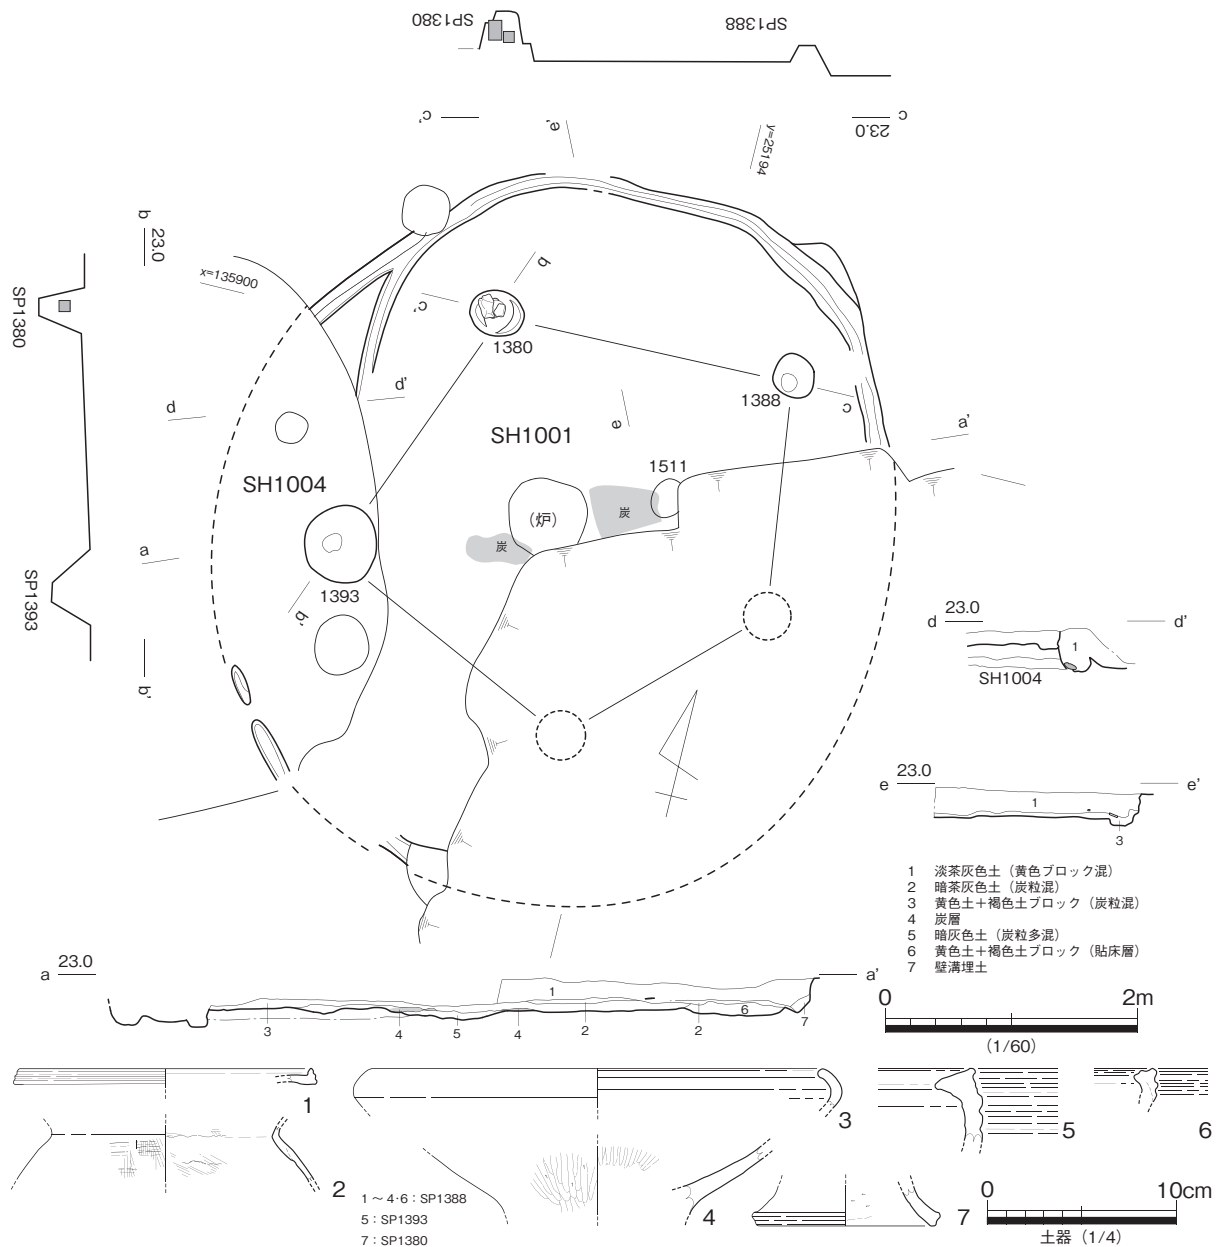 SP1380
SP1388
c'
c
23.0
e'
y=25194
b
23.0
x=135900
SP1380
b
c'
1380
1388
c
d
d'
e
a'
SH1001
SH1004
1511
(炉)
炭
炭
a
1393
b'
SP1393
b'
d
23.0
d'
1
SH1004
e
23.0
e'
1
3
1 淡茶灰色土（黄色ブロック混）
2 暗茶灰色土（炭粒混）
3 黄色土＋褐色土ブロック（炭粒混）
4 炭層
5 暗灰色土（炭粒多混）
6 黄色土＋褐色土ブロック（貼床層）
7 壁溝埋土
a
23.0
a'
1
6
3
4
5
4
2
2
7
0
2m
(1/60)
1
2
3
4
5
6
7
1～4･6：SP1388
5：SP1393
7：SP1380
0
10cm
土器（1/4）